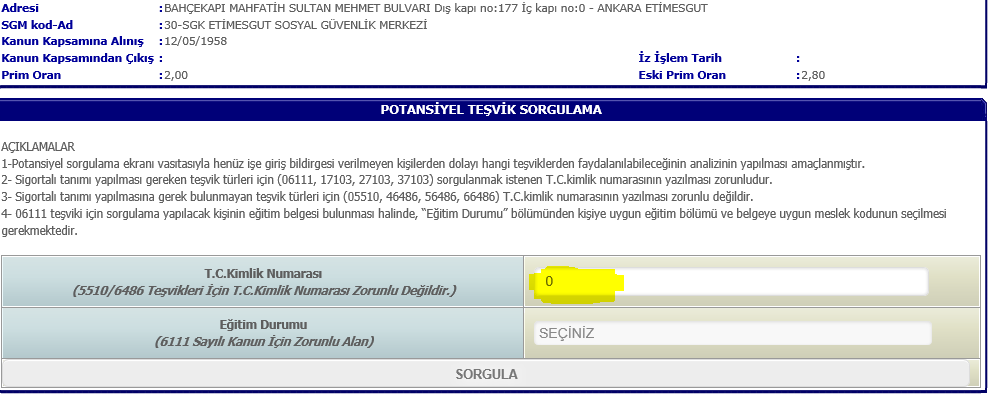 Adresi :BAHÇEKAPI MAHFATİH SULTAN MEHMET BULVARI Dış kapı no:177 İç kapı no:0 - ANKARA ETİMESGUT
SGM kod-Ad :30-SGK ETİMESGUT SOSYAL GÜVENLİK MERKEZİ
Kanun Kapsamına Alınış :12/05/1958
Kanun Kapsamından Çıkış : İz İşlem Tarih :
Prim Oran :2,00 Eski Prim Oran :2,80
POTANSİYEL TEŞVİK SORGULAMA
AÇIKLAMALAR
1-Potansiyel sorgulama ekranı vasıtasıyla henüz işe giriş bildirgesi verilmeyen kişilerden dolayı hangi teşviklerden faydalanılabileceğinin analizinin yapılması amaçlanmıştır.
2- Sigortalı tanımı yapılması gereken teşvik türleri için (06111, 17103, 27103, 37103) sorgulanmak istenen T.C.kimlik numarasının yazılması zorunludur.
3- Sigortalı tanımı yapılmasına gerek bulunmayan teşvik türleri için (05510, 46486, 56486, 66486) T.C.kimlik numarasının yazılması zorunlu değildir.
4- 06111 teşviki için sorgulama yapılacak kişinin eğitim belgesi bulunması halinde, “Eğitim Durumu” bölümünden kişiye uygun eğitim bölümü ve belgeye uygun meslek kodunun seçilmesi
gerekmektedir.
T.C.Kimlik Numarası
(5510/6486 Teşvikleri İçin T.C.Kimlik Numarası Zorunlu Değildir.)
0
Eğitim Durumu
(6111 Sayılı Kanun İçin Zorunlu Alan)
SEÇİNİZ
SORGULA